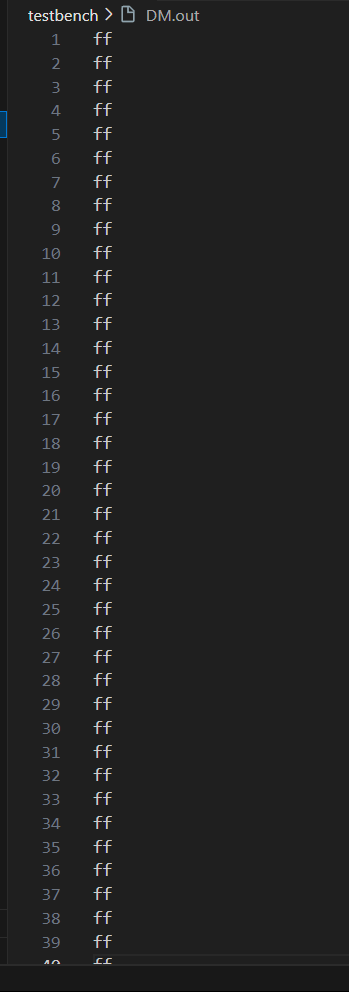 testbench > DM.out
1 ff
2 ff
3 ff
4 ff
5 ff
6 ff
7 ff
8 ff
9 ff
10 ff
11 ff
12 ff
13 ff
14 ff
15 ff
16 ff
17 ff
18 ff
19 ff
20 ff
21 ff
22 ff
23 ff
24 ff
25 ff
26 ff
27 ff
28 ff
29 ff
30 ff
31 ff
32 ff
33 ff
34 ff
35 ff
36 ff
37 ff
38 ff
39 ff
40 ff